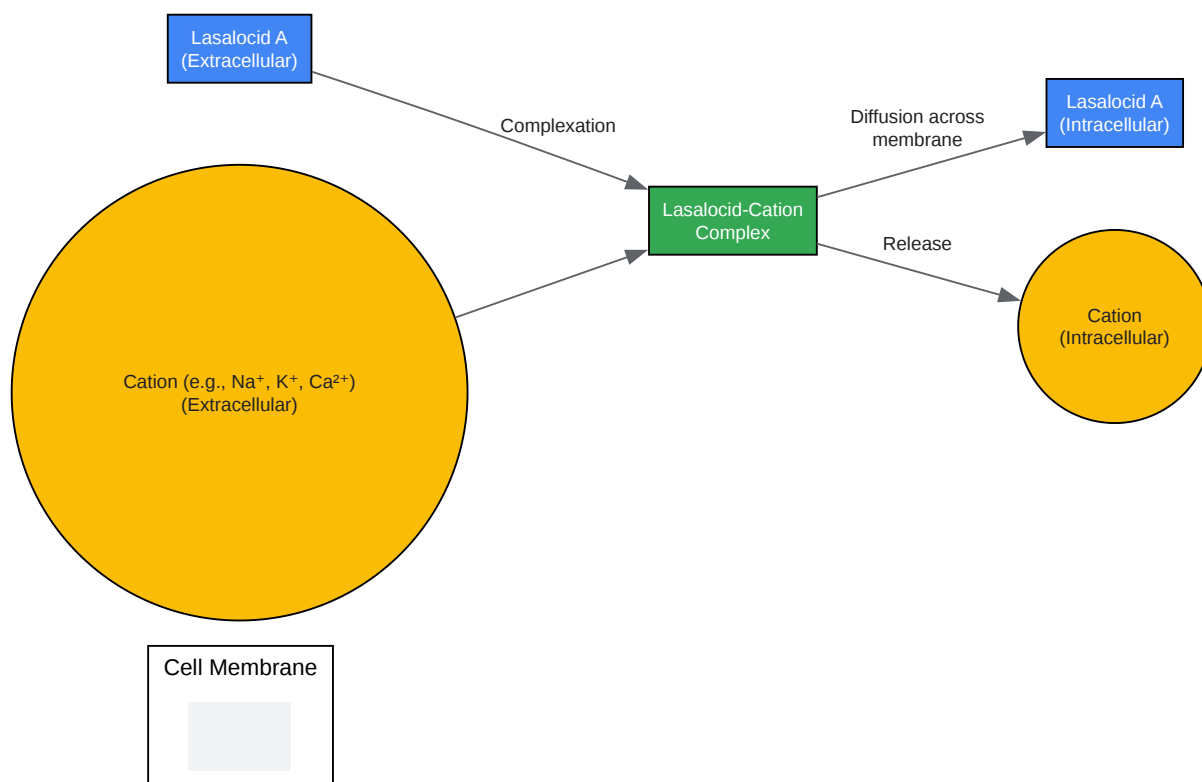 Lasalocid A
(Extracellular)
Complexation
Diffusion across
membrane
Lasalocid A
(Intracellular)
Lasalocid-Cation
Complex
Release
Cation
(Intracellular)
Cation (e.g., Na⁺, K⁺, Ca²⁺)
(Extracellular)
Cell Membrane